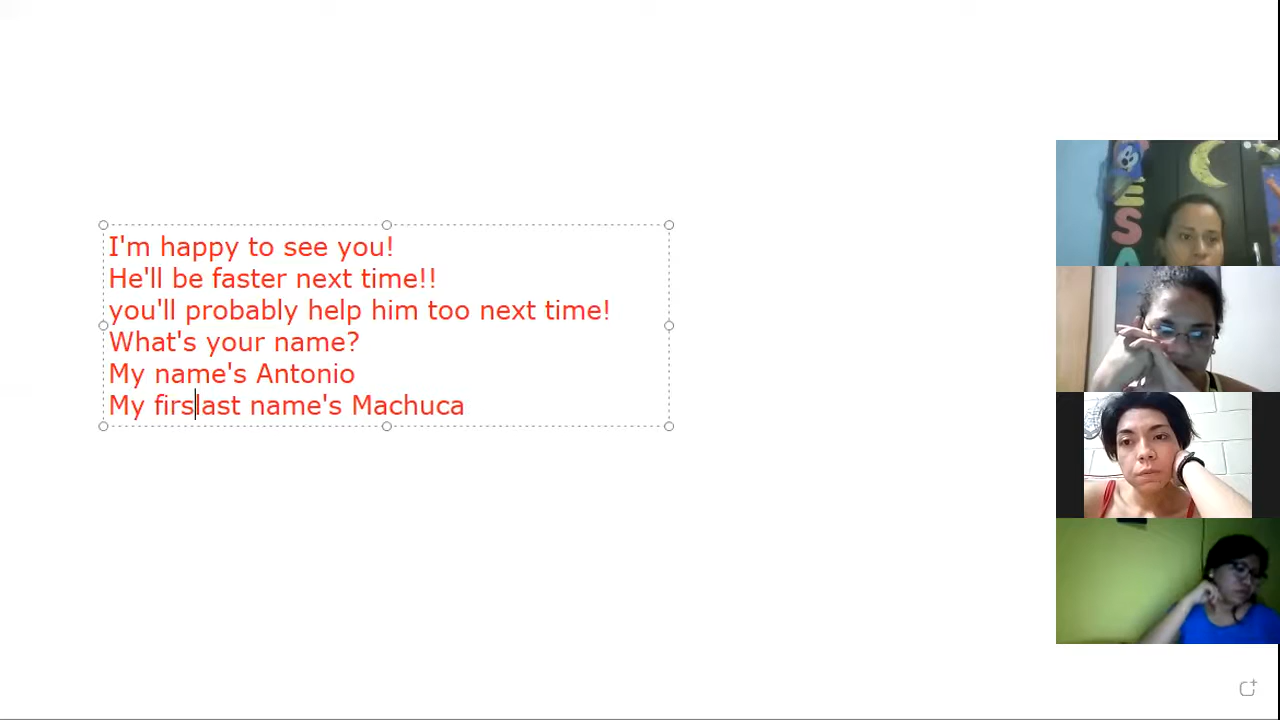 I'm happy to see you!
He'll be faster next time!!
you'll probably help him too next time!
What's your name?
My name's Antonio
My firslast name's Machuca
ESA